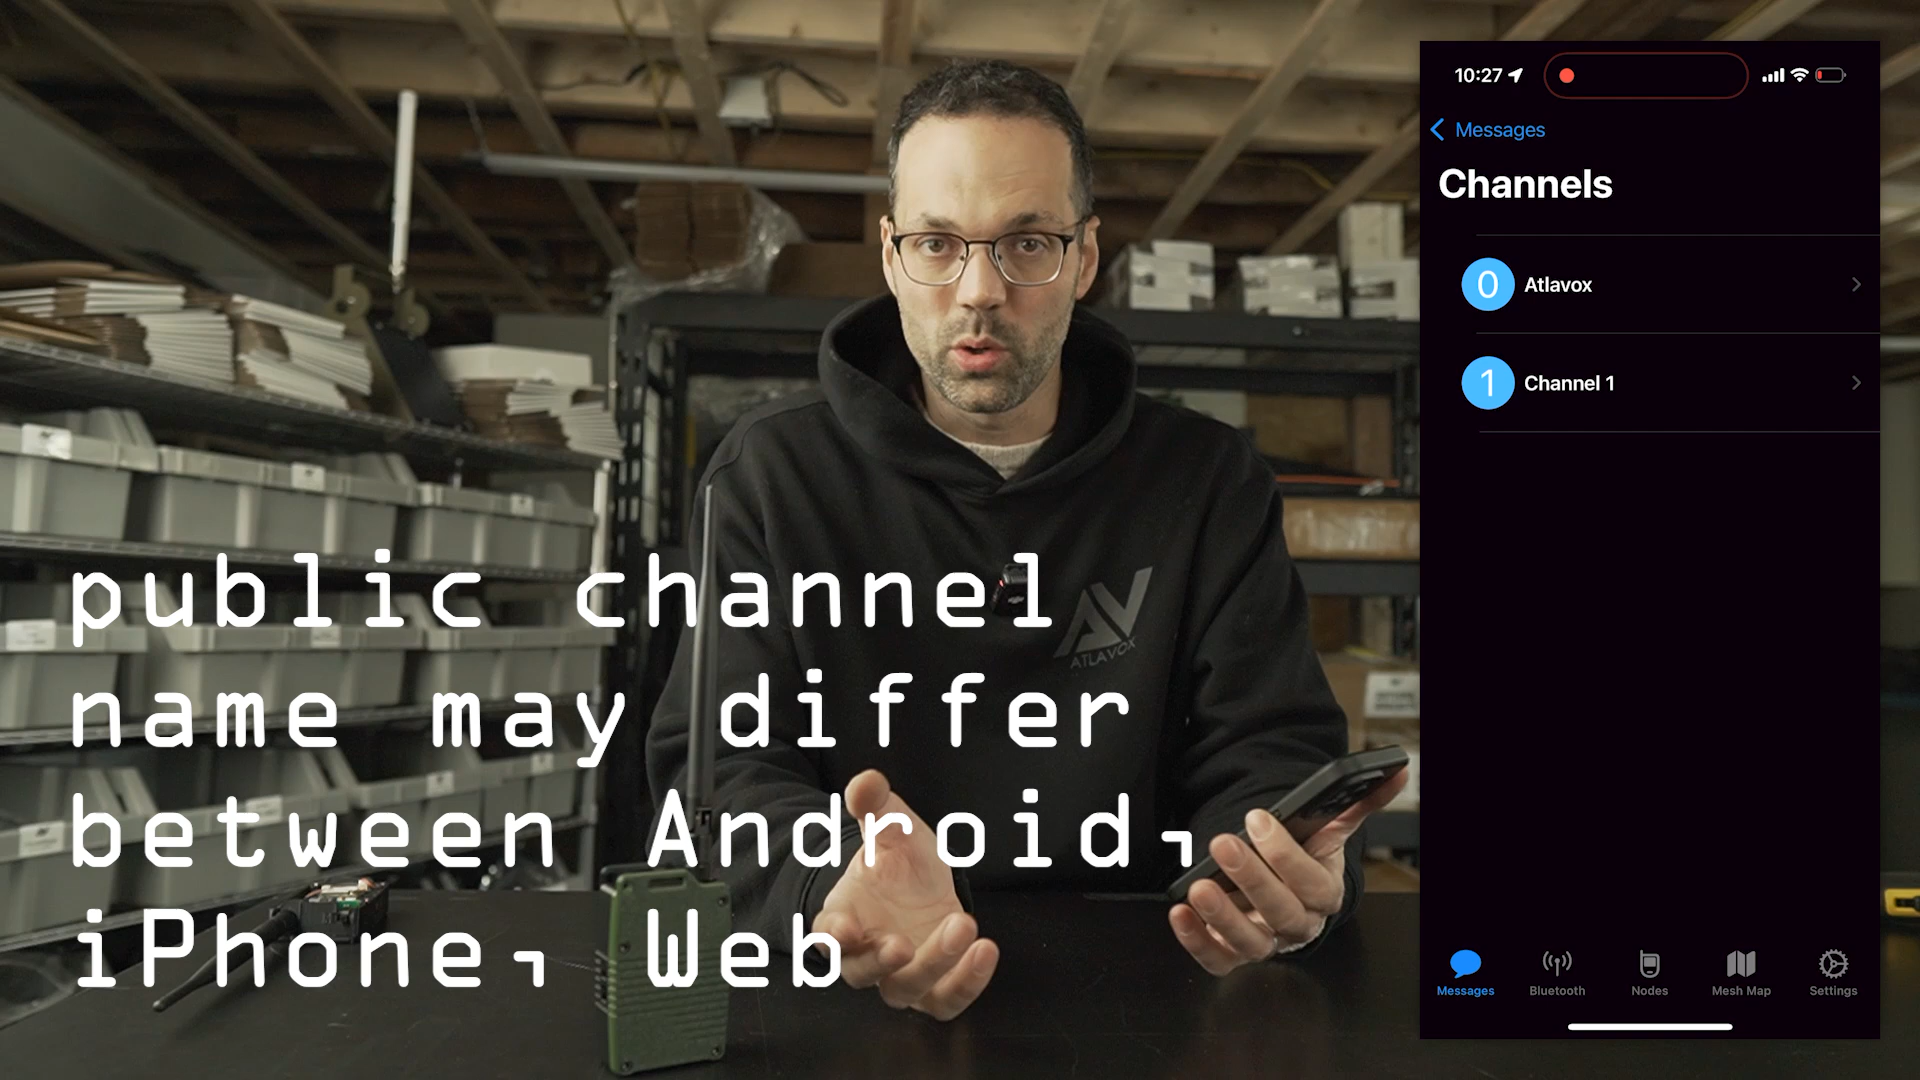 10:27
Messages
Channels
0 Atlavox
1 Channel 1
public channel
name may differ
between Android,
iPhone, Web
AV
ATLAVOX
Messages Bluetooth Nodes Mesh Map Settings